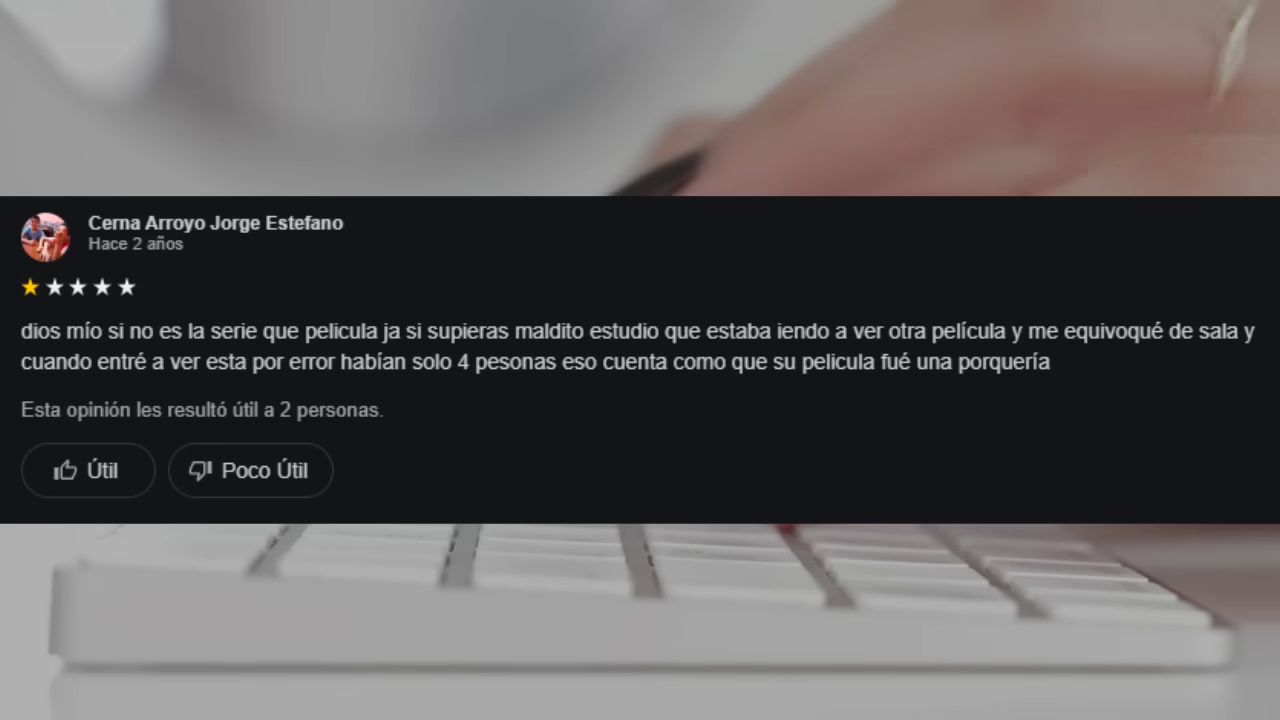 Cerna Arroyo Jorge Estefano
Hace 2 años
dios mío si no es la serie que pelicula ja si supieras maldito estudio que estaba iendo a ver otra película y me equivoqué de sala y
cuando entré a ver esta por error habían solo 4 pesonas eso cuenta como que su pelicula fué una porquería
Esta opinión les resultó útil a 2 personas.
Útil
Poco Útil